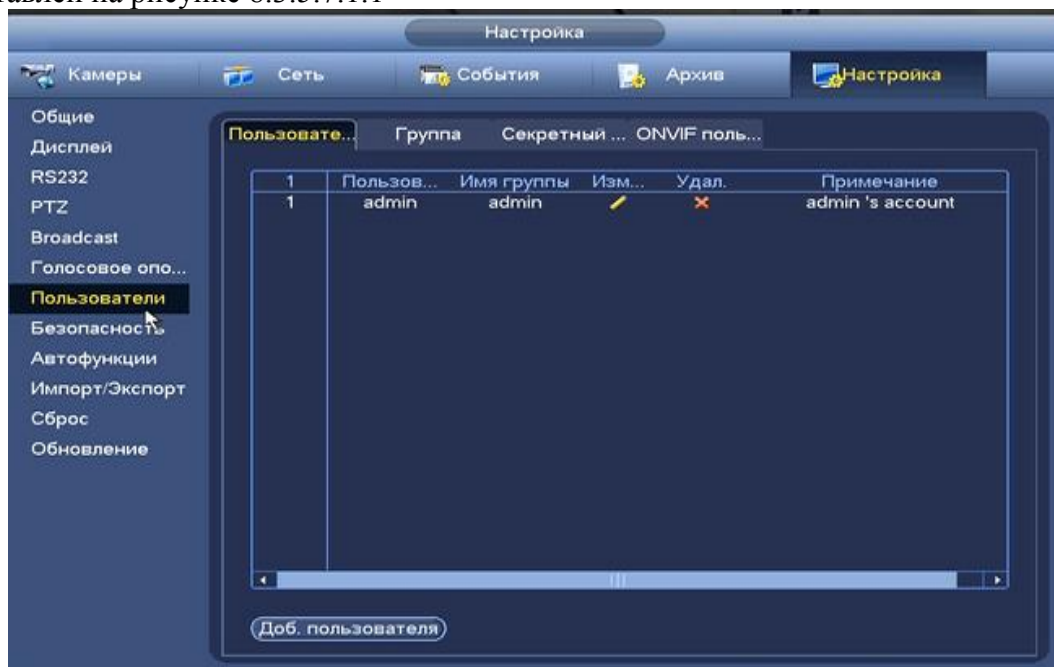 Настройка
Камеры Сеть События Архив Настройка
Общие
Дисплей
RS232
PTZ
Broadcast
Голосовое опо...
Пользователи
Безопасность
Автофункции
Импорт/Экспорт
Сброс
Обновление
Пользовате... Группа Секретный ... ONVIF поль...
1 Пользов... Имя группы Изм... Удал. Примечание
1 admin admin admin 's account
Доб. пользователя